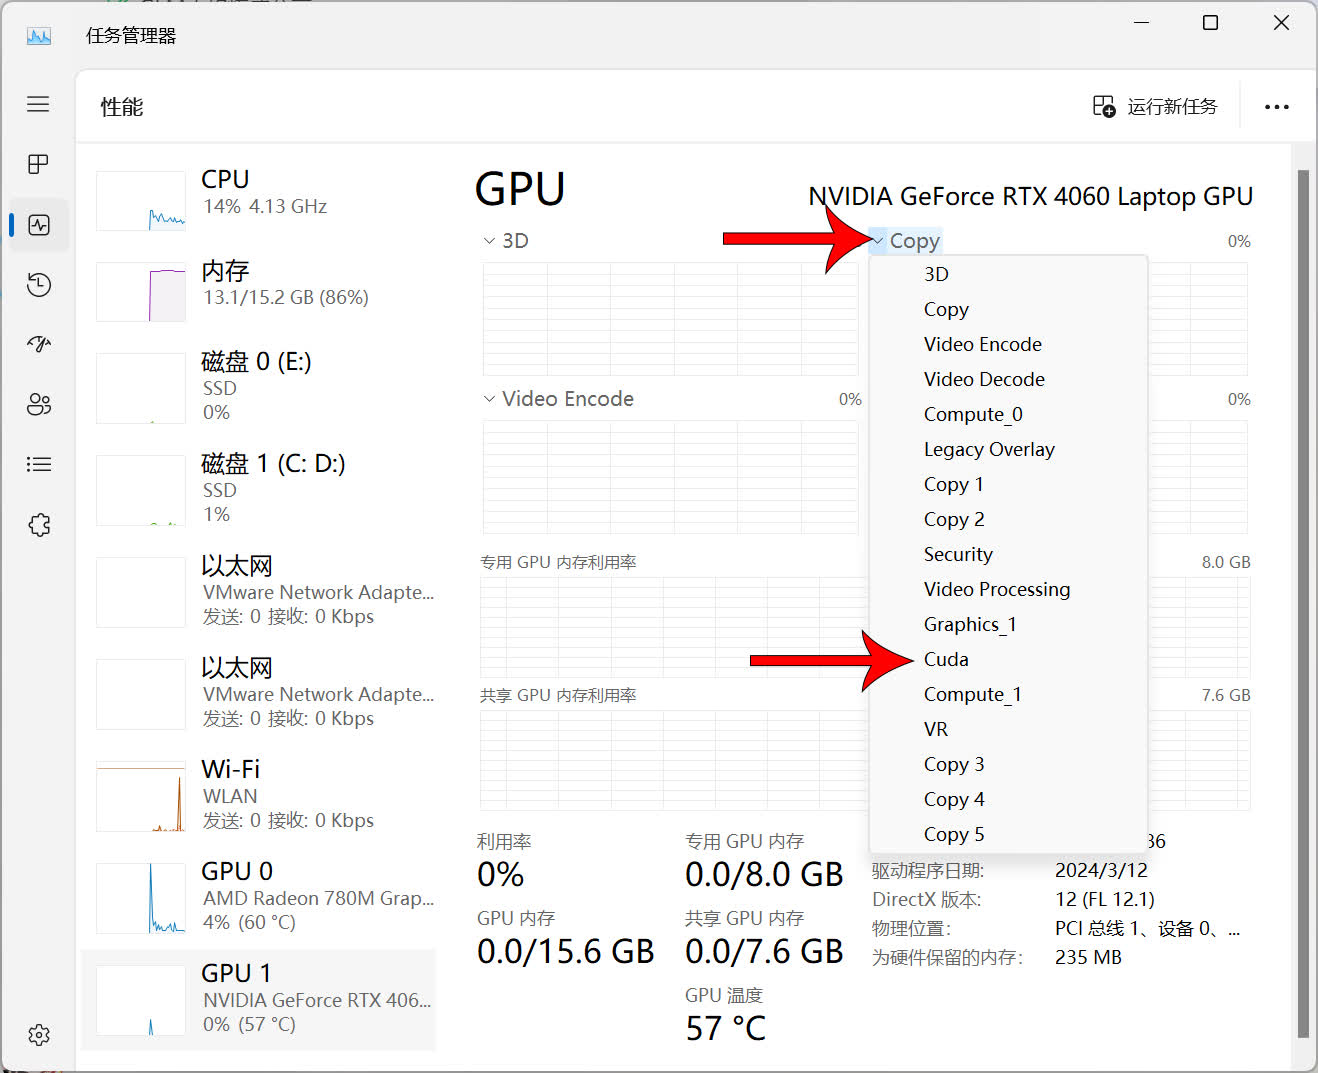 任务管理器
性能
运行新任务
CPU
14% 4.13 GHz
内存
13.1/15.2 GB (86%)
磁盘 0 (E:)
SSD
0%
磁盘 1 (C: D:)
SSD
1%
以太网
VMware Network Adapte...
发送: 0 接收: 0 Kbps
以太网
VMware Network Adapte...
发送: 0 接收: 0 Kbps
Wi-Fi
WLAN
发送: 0 接收: 0 Kbps
GPU 0
AMD Radeon 780M Grap...
4% (60 °C)
GPU 1
NVIDIA GeForce RTX 406...
0% (57 °C)
GPU
NVIDIA GeForce RTX 4060 Laptop GPU
3D
Copy
0%
3D
Copy
Video Encode
Video Decode
Compute_0
Legacy Overlay
Copy 1
Copy 2
Security
Video Processing
Graphics_1
Cuda
Compute_1
VR
Copy 3
Copy 4
Copy 5
Video Encode
0%
0%
专用 GPU 内存利用率
8.0 GB
共享 GPU 内存利用率
7.6 GB
利用率
0%
专用 GPU 内存
0.0/8.0 GB
GPU 内存
0.0/15.6 GB
共享 GPU 内存
0.0/7.6 GB
GPU 温度
57 °C
36
驱动程序日期:
2024/3/12
DirectX 版本:
12 (FL 12.1)
物理位置:
PCI 总线 1、设备 0、...
为硬件保留的内存:
235 MB